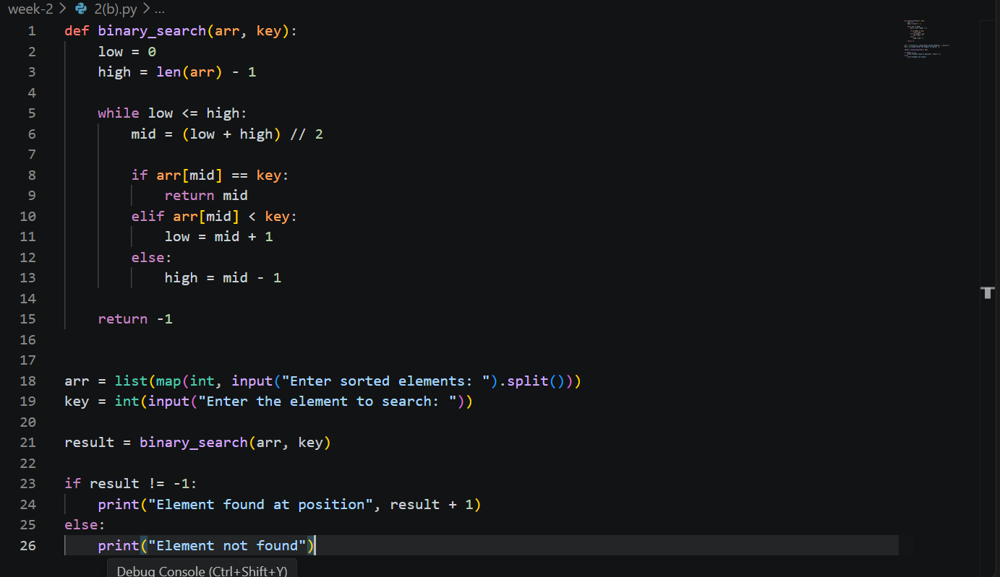 week-2 > 2(b).py > ...
1 def binary_search(arr, key):
2     low = 0
3     high = len(arr) - 1
4
5     while low <= high:
6         mid = (low + high) // 2
7
8         if arr[mid] == key:
9             return mid
10         elif arr[mid] < key:
11             low = mid + 1
12         else:
13             high = mid - 1
14
15     return -1
16
17
18 arr = list(map(int, input("Enter sorted elements: ").split()))
19 key = int(input("Enter the element to search: "))
20
21 result = binary_search(arr, key)
22
23 if result != -1:
24     print("Element found at position", result + 1)
25 else:
26     print("Element not found")
Debug Console (Ctrl+Shift+Y)